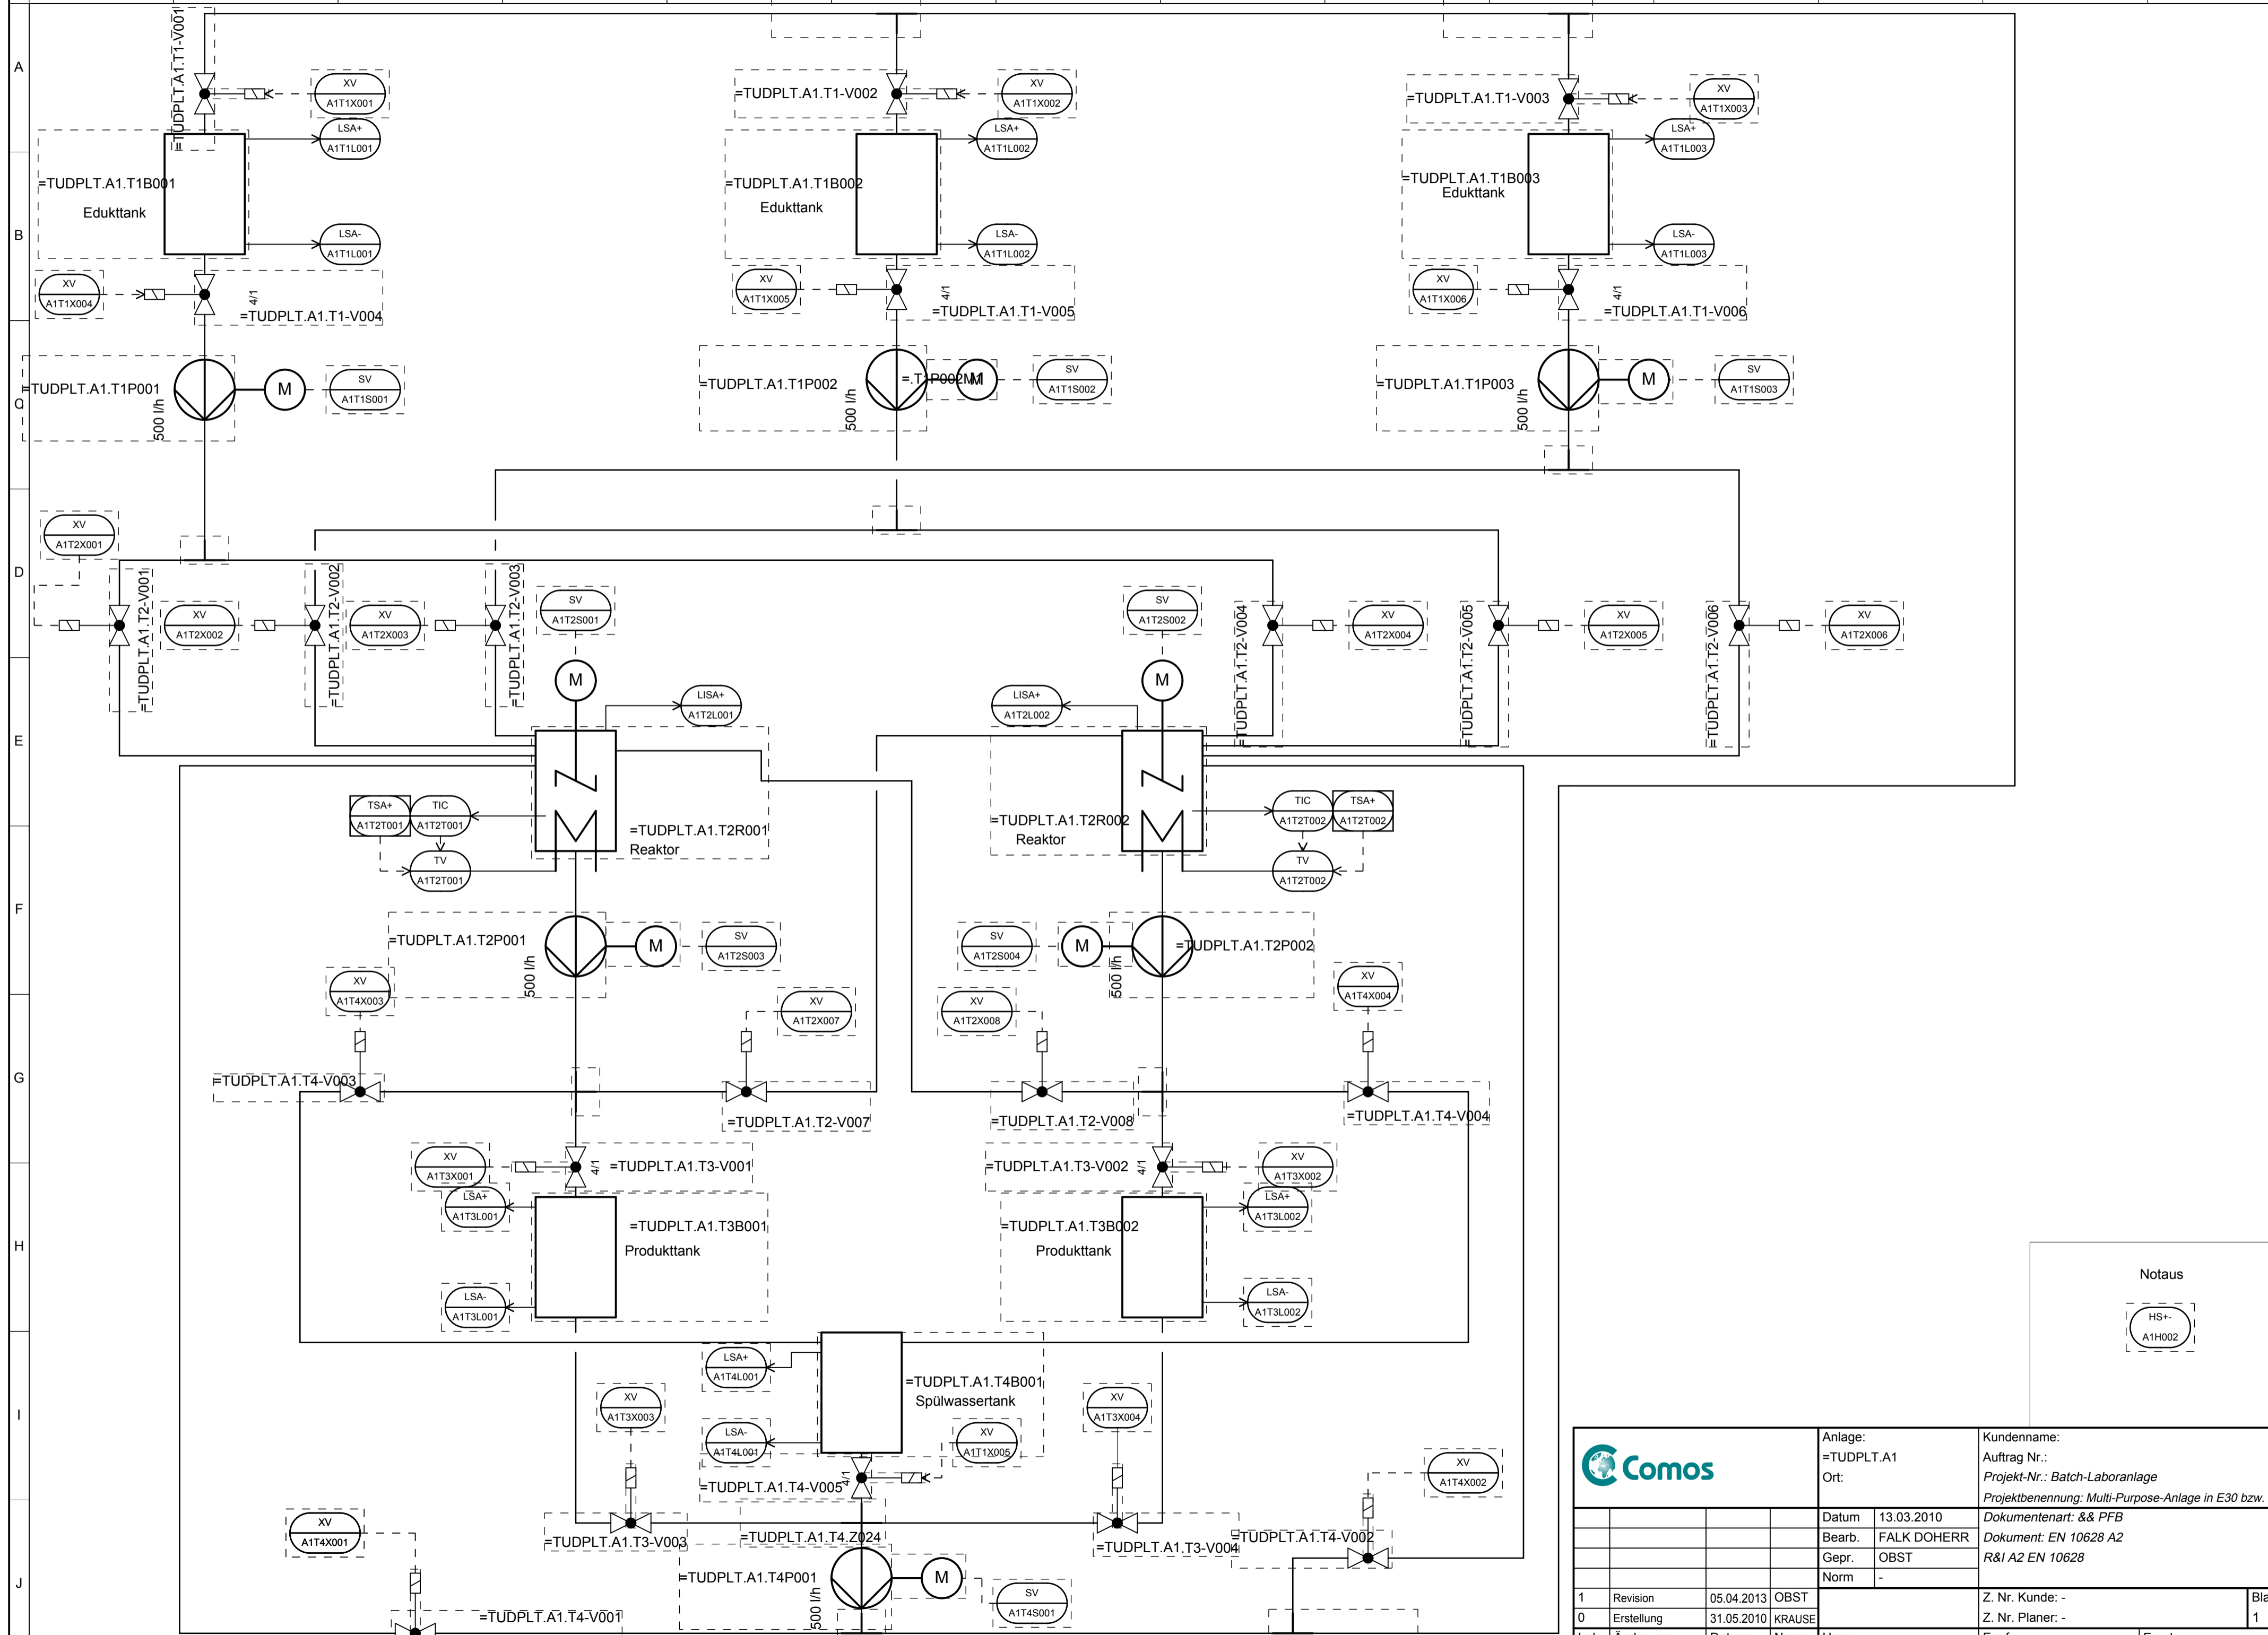 A
B
C
D
E
F
G
H
I
J
=TUDPLT.A1.T1-V001
XV
A1T1X001
=TUDPLT.A1.T1-V002
XV
A1T1X002
=TUDPLT.A1.T1-V003
XV
A1T1X003
LSA+
A1T1L001
LSA+
A1T1L002
LSA+
A1T1L003
=TUDPLT.A1.T1B001
Edukttank
=TUDPLT.A1.T1B002
Edukttank
=TUDPLT.A1.T1B003
Edukttank
LSA-
A1T1L001
LSA-
A1T1L002
LSA-
A1T1L003
XV
A1T1X004
4/1
=TUDPLT.A1.T1-V004
XV
A1T1X005
4/1
=TUDPLT.A1.T1-V005
XV
A1T1X006
4/1
=TUDPLT.A1.T1-V006
=TUDPLT.A1.T1P001
500 l/h
M
SV
A1T1S001
=TUDPLT.A1.T1P002
500 l/h
=.T1P002M1
M
SV
A1T1S002
=TUDPLT.A1.T1P003
500 l/h
M
SV
A1T1S003
XV
A1T2X001
=TUDPLT.A1.T2-V001
XV
A1T2X002
=TUDPLT.A1.T2-V002
XV
A1T2X003
=TUDPLT.A1.T2-V003
SV
A1T2S001
M
SV
A1T2S002
M
=TUDPLT.A1.T2-V004
XV
A1T2X004
=TUDPLT.A1.T2-V005
XV
A1T2X005
=TUDPLT.A1.T2-V006
XV
A1T2X006
LISA+
A1T2L001
LISA+
A1T2L002
TSA+
A1T2T001
TIC
A1T2T001
TV
A1T2T001
=TUDPLT.A1.T2R001
Reaktor
=TUDPLT.A1.T2R002
Reaktor
TIC
A1T2T002
TSA+
A1T2T002
TV
A1T2T002
=TUDPLT.A1.T2P001
500 l/h
M
SV
A1T2S003
SV
A1T2S004
M
500 l/h
=TUDPLT.A1.T2P002
XV
A1T4X003
XV
A1T2X007
XV
A1T2X008
XV
A1T4X004
=TUDPLT.A1.T4-V003
=TUDPLT.A1.T2-V007
=TUDPLT.A1.T2-V008
=TUDPLT.A1.T4-V004
XV
A1T3X001
4/1
=TUDPLT.A1.T3-V001
=TUDPLT.A1.T3-V002
4/1
XV
A1T3X002
LSA+
A1T3L001
=TUDPLT.A1.T3B001
Produkttank
LSA-
A1T3L001
=TUDPLT.A1.T3B002
Produkttank
LSA+
A1T3L002
LSA-
A1T3L002
Notaus
HS+-
A1H002
LSA+
A1T4L001
=TUDPLT.A1.T4B001
Spülwassertank
LSA-
A1T4L001
XV
A1T1X005
XV
A1T3X003
XV
A1T3X004
=TUDPLT.A1.T4-V005
4/1
XV
A1T4X002
XV
A1T4X001
=TUDPLT.A1.T3-V003
=TUDPLT.A1.T4.Z024
=TUDPLT.A1.T3-V004
=TUDPLT.A1.T4-V002
=TUDPLT.A1.T4P001
500 l/h
M
SV
A1T4S001
=TUDPLT.A1.T4-V001
Comos
Anlage:
=TUDPLT.A1
Ort:
Kundenname:
Auftrag Nr.:
Projekt-Nr.: Batch-Laboranlage
Projektbenennung: Multi-Purpose-Anlage in E30 bzw.
Datum 13.03.2010
Bearb. FALK DOHERR
Gepr. OBST
Norm -
Dokumentenart: && PFB
Dokument: EN 10628 A2
R&I A2 EN 10628
1 Revision 05.04.2013 OBST
0 Erstellung 31.05.2010 KRAUSE
Z. Nr. Kunde: -
Z. Nr. Planer: -
1